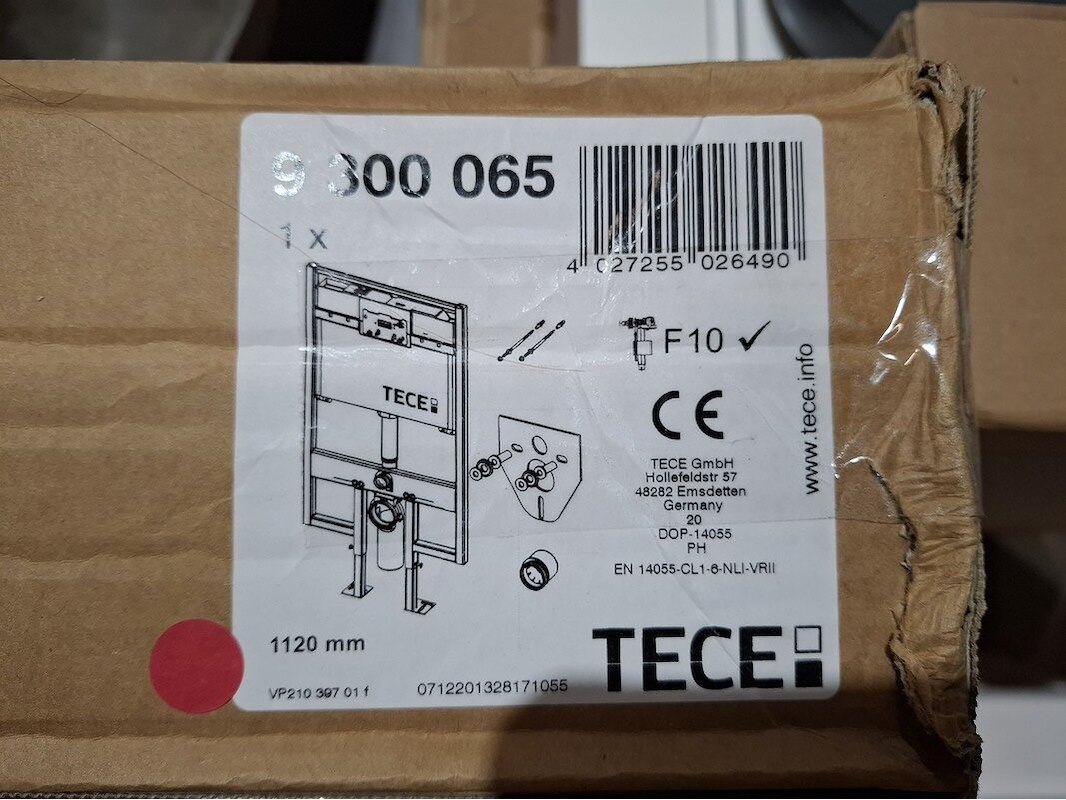 9 300 065
1 x
4 027255 026490
F10 ✓
www.tece.info
CE
TECE
TECE GmbH
Hollefeldstr 57
48282 Emsdetten
Germany
20
DOP-14055
PH
EN 14055-CL1-6-NLI-VRII
1120 mm
TECE
VP210 397 01 f
0712201328171055